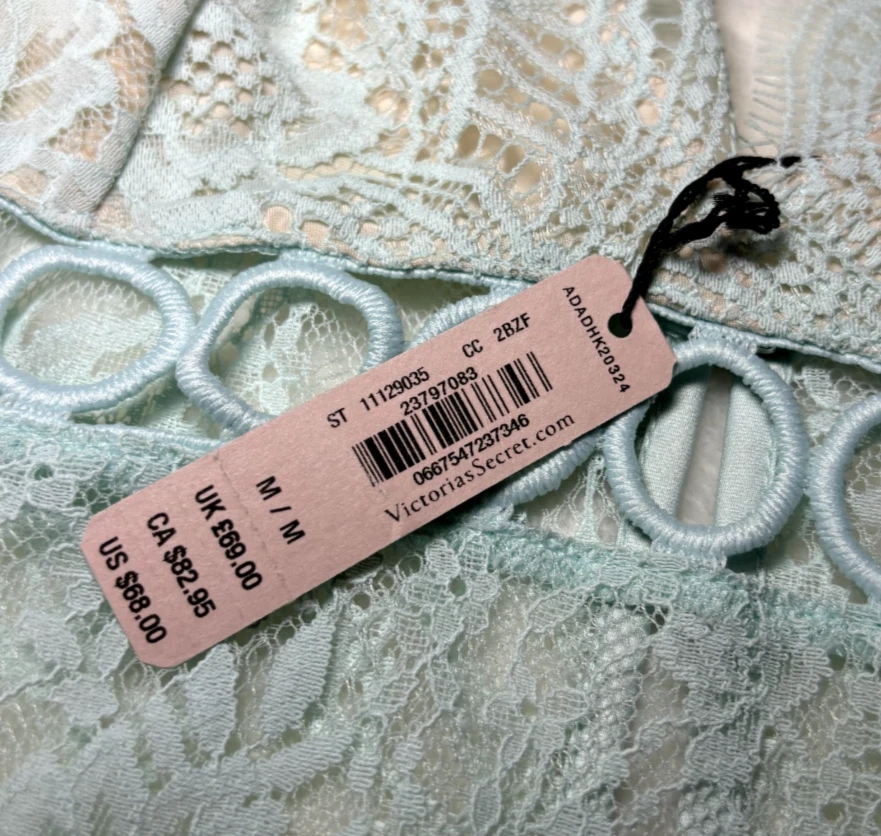 ADADHK20324
ST 11129035 CC 2BZF
23797083
0667547237346
VictoriasSecret.com
M / M
UK £69.00
CA $82.95
US $68.00